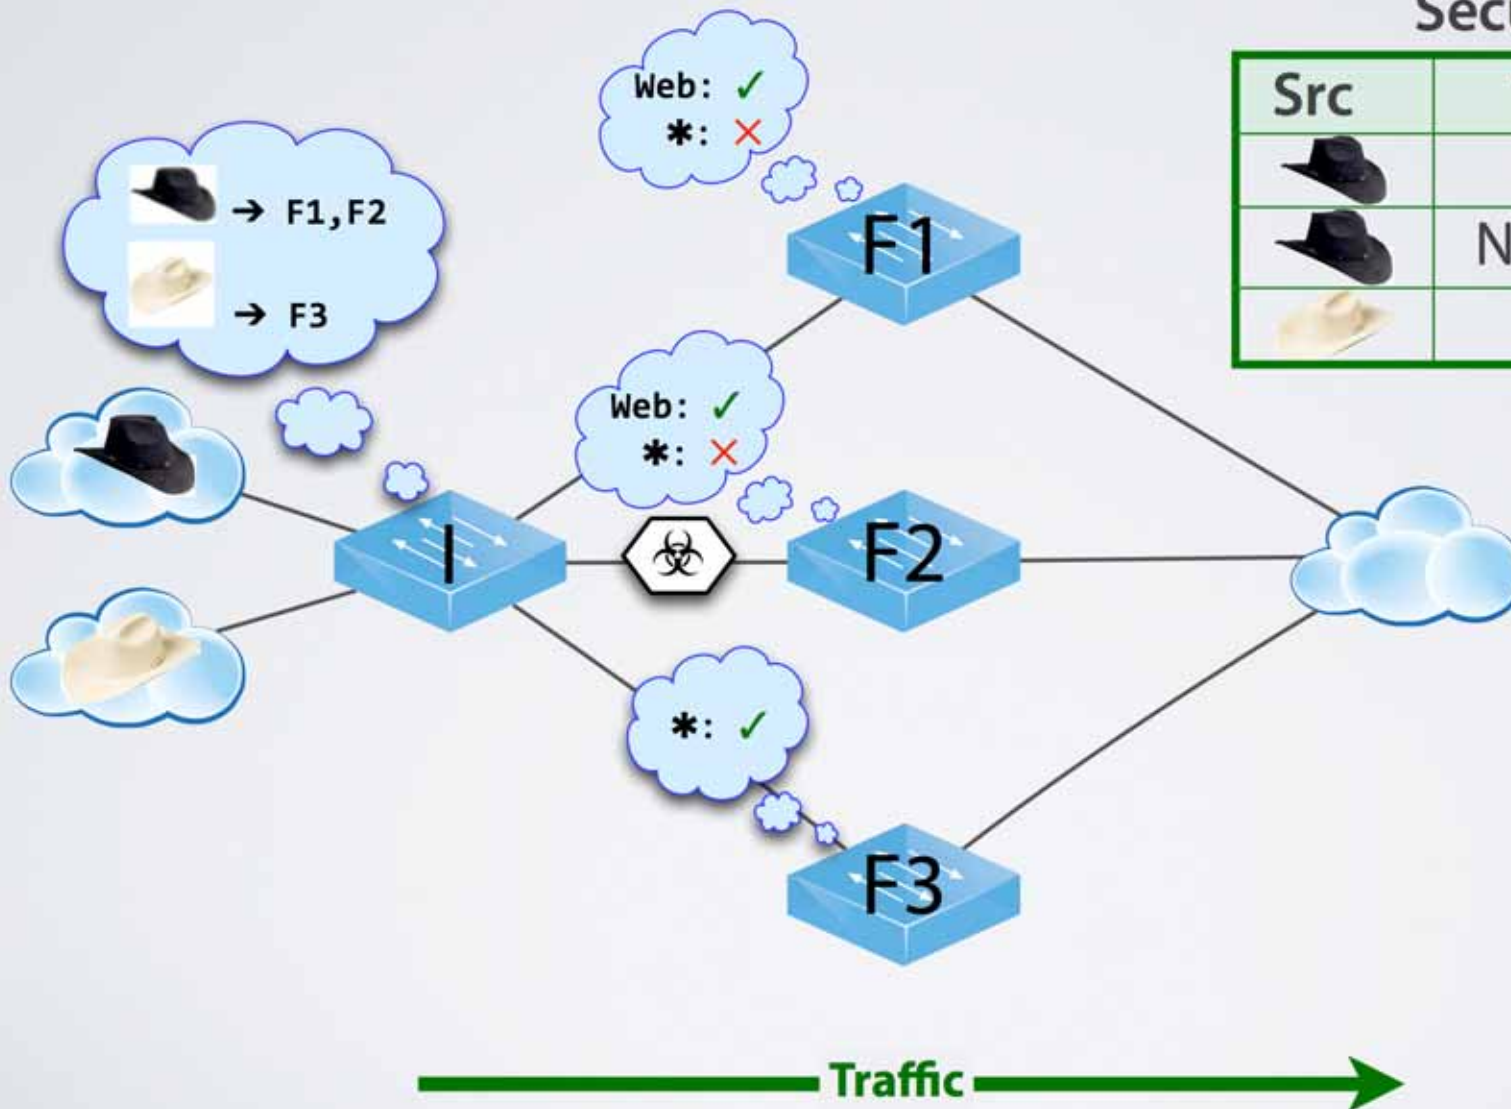 Src
Web: ✓
*: ✕
→ F1,F2
→ F3
F1
Web: ✓
*: ✕
I
F2
*: ✓
F3
Traffic